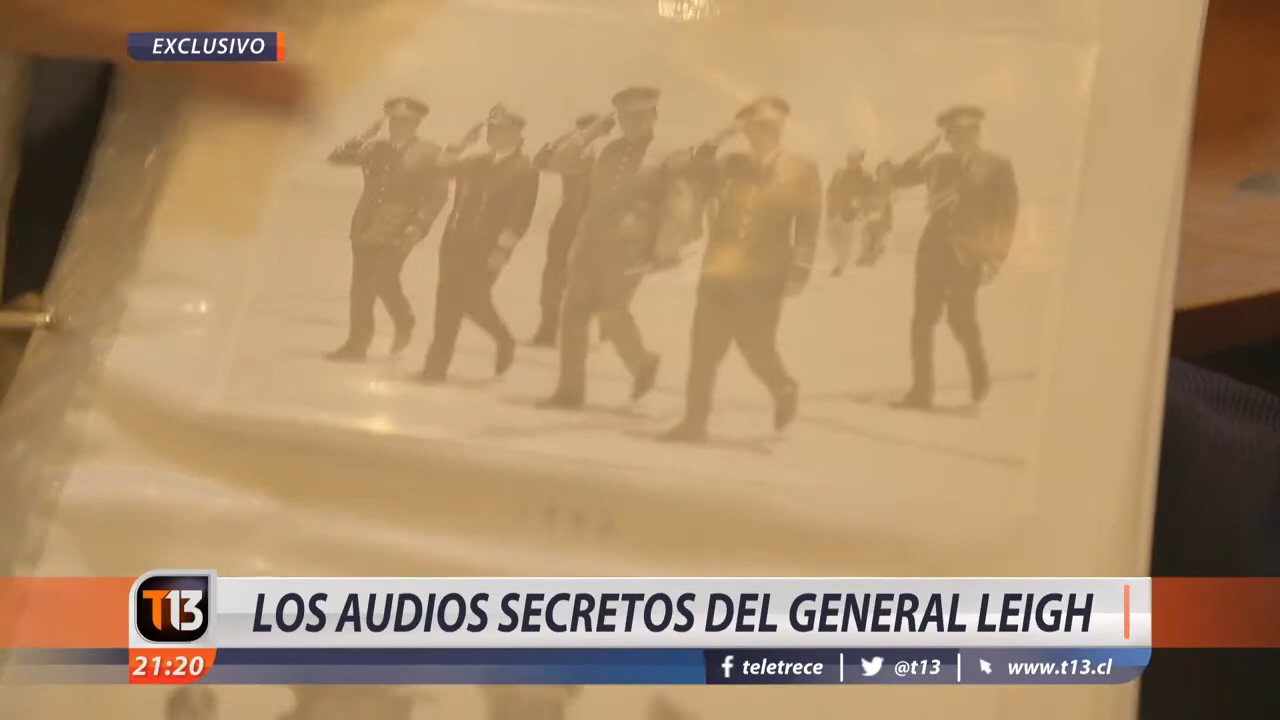 EXCLUSIVO
LOS AUDIOS SECRETOS DEL GENERAL LEIGH
T13
21:20
teletrece
@t13
www.t13.cl